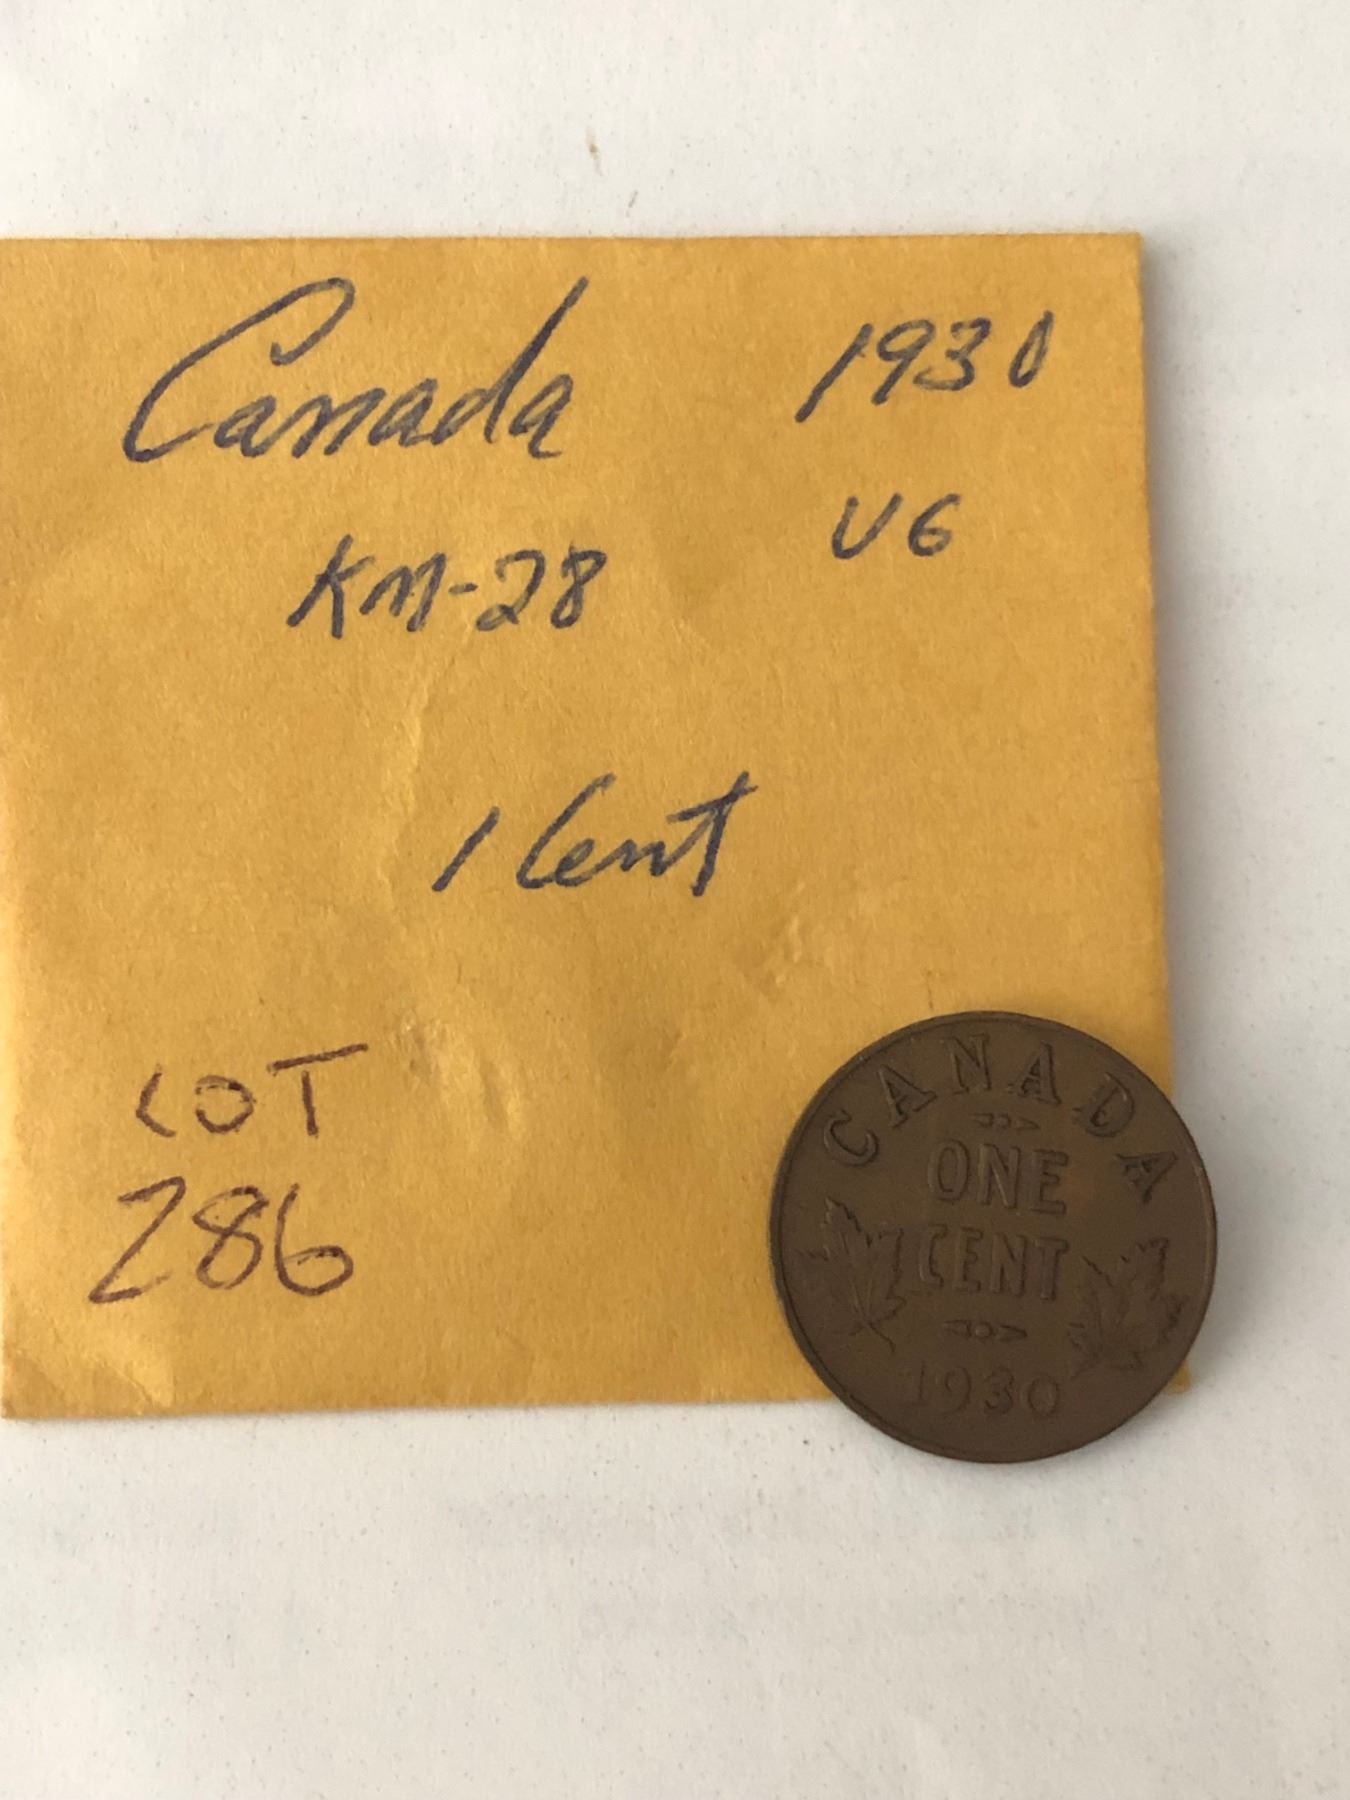 Canada 1930
KM-28 VG
1 Cent
LOT
286
CANADA
ONE
CENT
1930